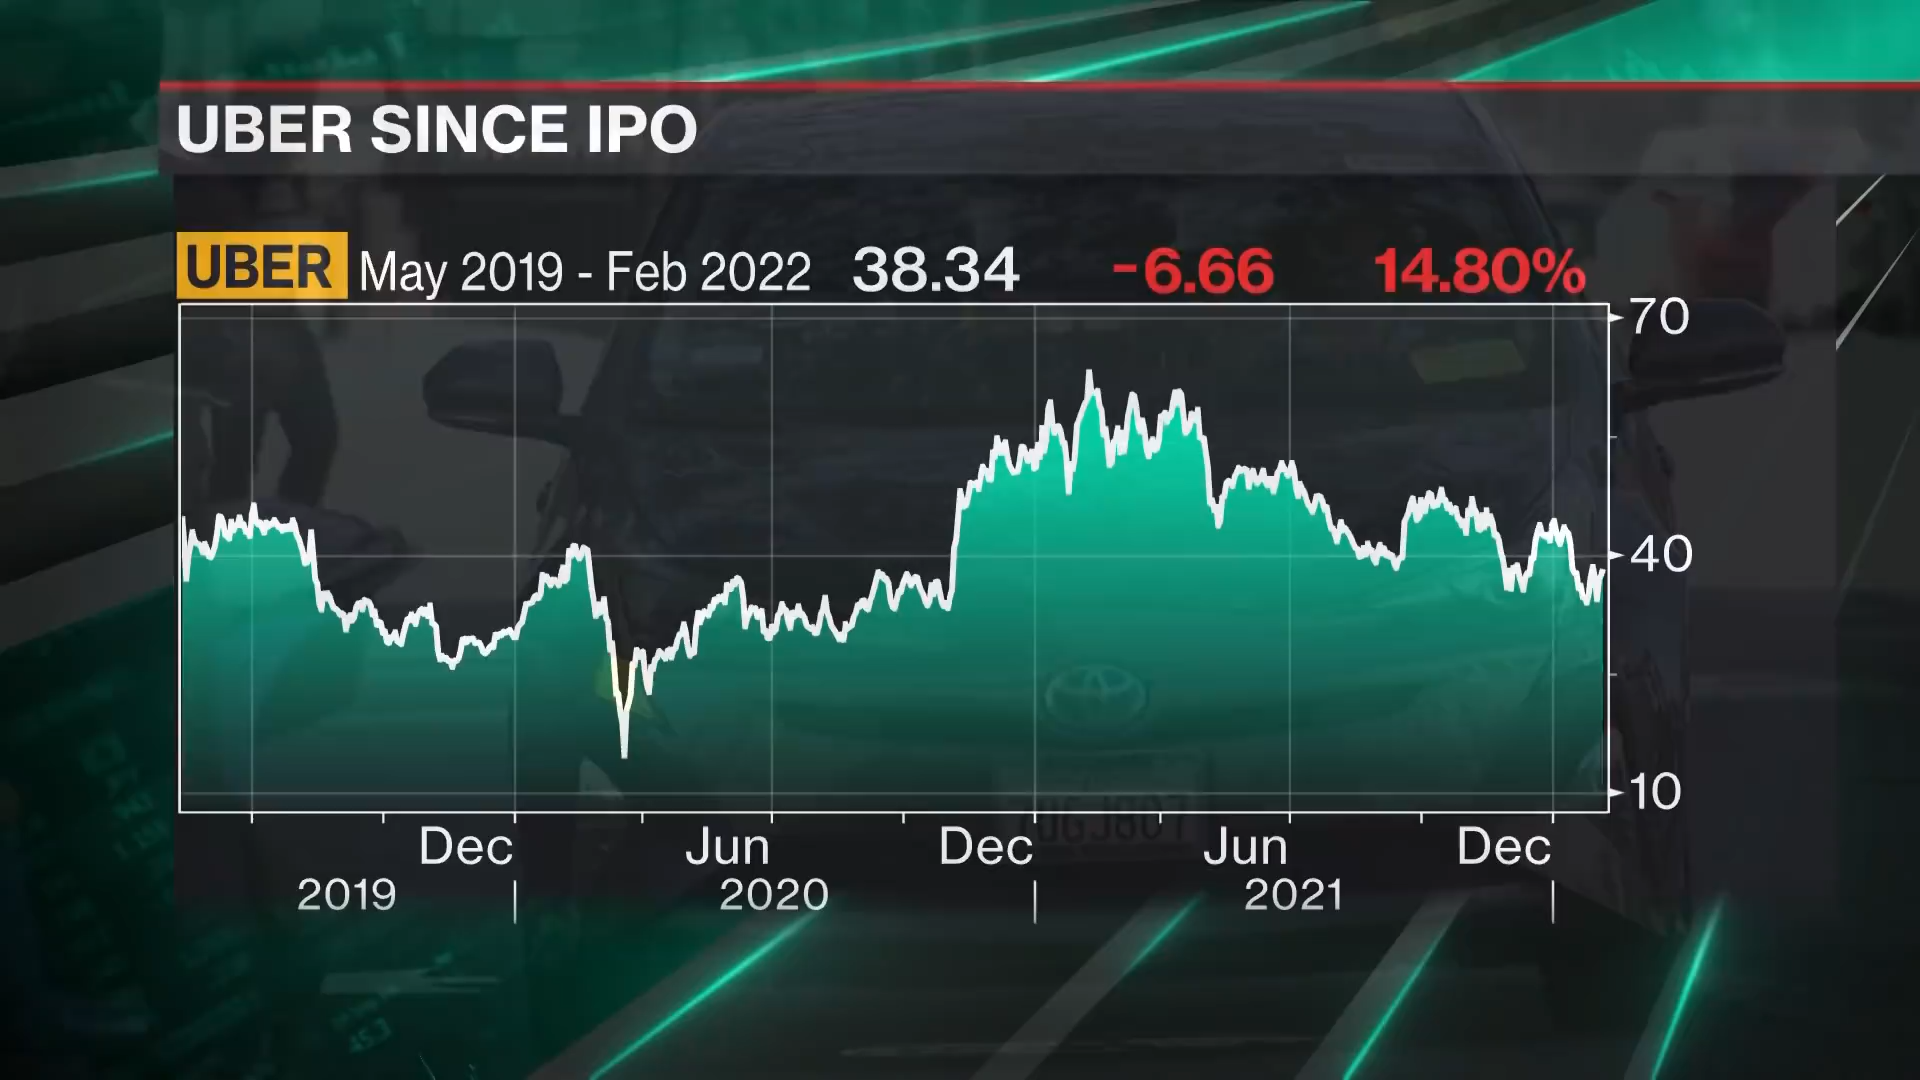 UBER SINCE IPO
UBER May 2019 - Feb 2022 38.34 -6.66 14.80%
70
40
10
Dec Jun Dec Jun Dec
2019 2020 2021